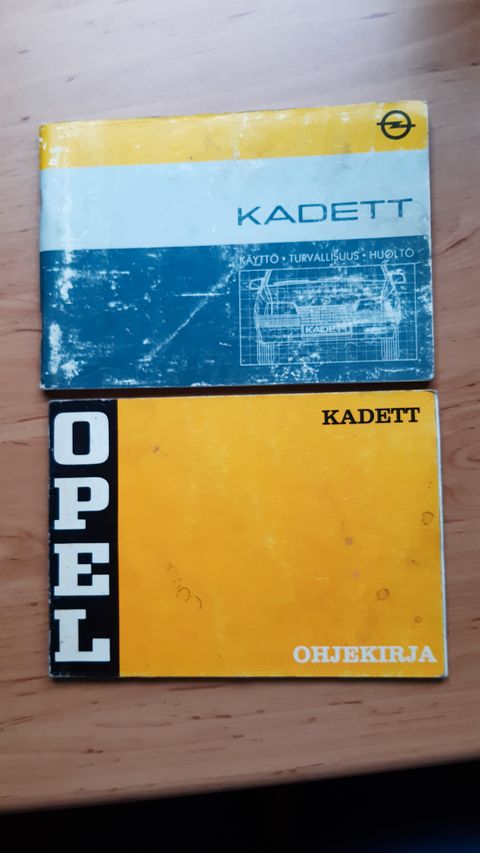 KADETT
KÄYTTÖ • TURVALLISUUS • HUOLTO
KADETT
OPEL
KADETT
OHJEKIRJA